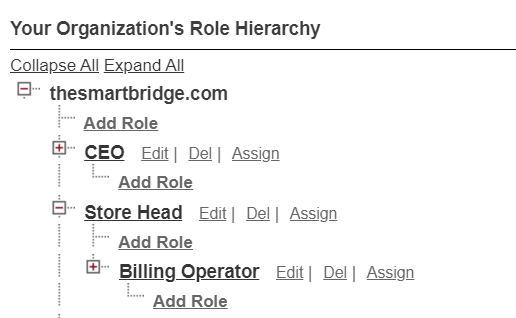 Your Organization's Role Hierarchy
Collapse All Expand All
thesmartbridge.com
Add Role
CEO Edit | Del | Assign
Add Role
Store Head Edit | Del | Assign
Add Role
Billing Operator Edit | Del | Assign
Add Role